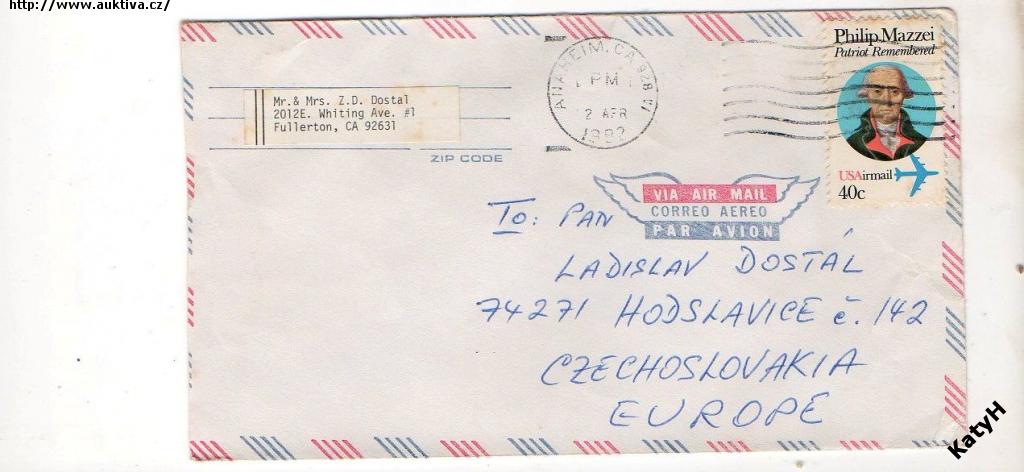 http://www.auktiva.cz/
Philip Mazzei
Patriot Remembered
USAirmail
40c
ANAHEIM, CA 928
PM
2 APR
1982
Mr.& Mrs. Z.D. Dostal
2012E. Whiting Ave. #1
Fullerton, CA 92631
ZIP CODE
VIA AIR MAIL
CORREO AEREO
PAR AVION
To: PAN
LADISLAV DOSTÁL
74271 HODSLAVICE č. 142
CZECHOSLOVAKIA
EUROPE
KatyH